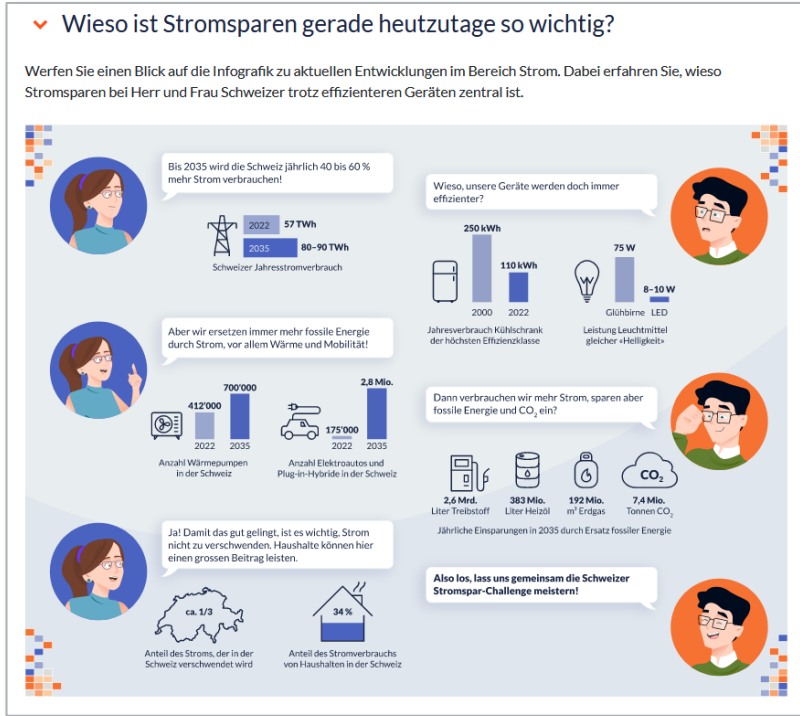 Wieso ist Stromsparen gerade heutzutage so wichtig?
Werfen Sie einen Blick auf die Infografik zu aktuellen Entwicklungen im Bereich Strom. Dabei erfahren Sie, wieso
Stromsparen bei Herr und Frau Schweizer trotz effizienteren Geräten zentral ist.
Bis 2035 wird die Schweiz jährlich 40 bis 60 %
mehr Strom verbrauchen!
2022 57 TWh
2035 80–90 TWh
Schweizer Jahresstromverbrauch
Wieso, unsere Geräte werden doch immer
effizienter?
250 kWh
110 kWh
2000 2022
Jahresverbrauch Kühlschrank
der höchsten Effizienzklasse
75 W
8–10 W
Glühbirne LED
Leistung Leuchtmittel
gleicher «Helligkeit»
Aber wir ersetzen immer mehr fossile Energie
durch Strom, vor allem Wärme und Mobilität!
412'000
700'000
2022 2035
Anzahl Wärmepumpen
in der Schweiz
175'000
2,8 Mio.
2022 2035
Anzahl Elektroautos und
Plug-in-Hybride in der Schweiz
Dann verbrauchen wir mehr Strom, sparen aber
fossile Energie und CO₂ ein?
CO₂
2,6 Mrd. 383 Mio. 192 Mio. 7,4 Mio.
Liter Treibstoff Liter Heizöl m³ Erdgas Tonnen CO₂
Jährliche Einsparungen in 2035 durch Ersatz fossiler Energie
Ja! Damit das gut gelingt, ist es wichtig, Strom
nicht zu verschwenden. Haushalte können hier
einen grossen Beitrag leisten.
ca. 1/3
Anteil des Stroms, der in der
Schweiz verschwendet wird
34 %
Anteil des Stromverbrauchs
von Haushalten in der Schweiz
Also los, lass uns gemeinsam die Schweizer
Stromspar-Challenge meistern!